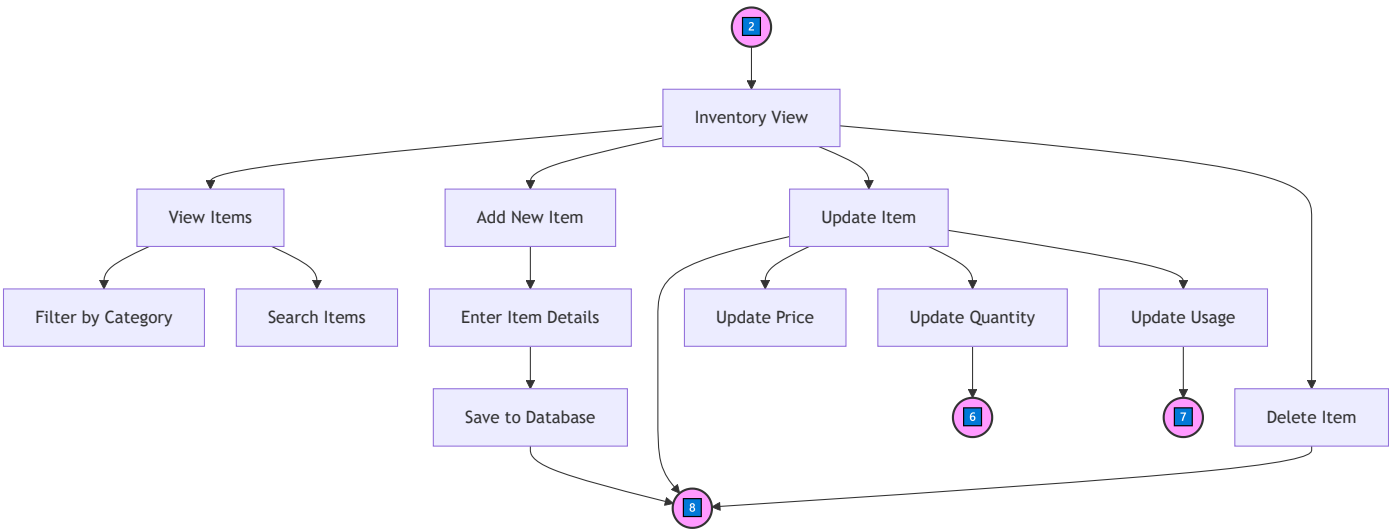 2
Inventory View
View Items
Add New Item
Update Item
Filter by Category
Search Items
Enter Item Details
Update Price
Update Quantity
Update Usage
Save to Database
6
7
Delete Item
8